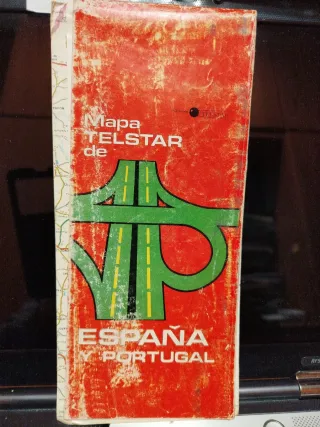 Mapa
TELSTAR
de
ESPAÑA
Y PORTUGAL